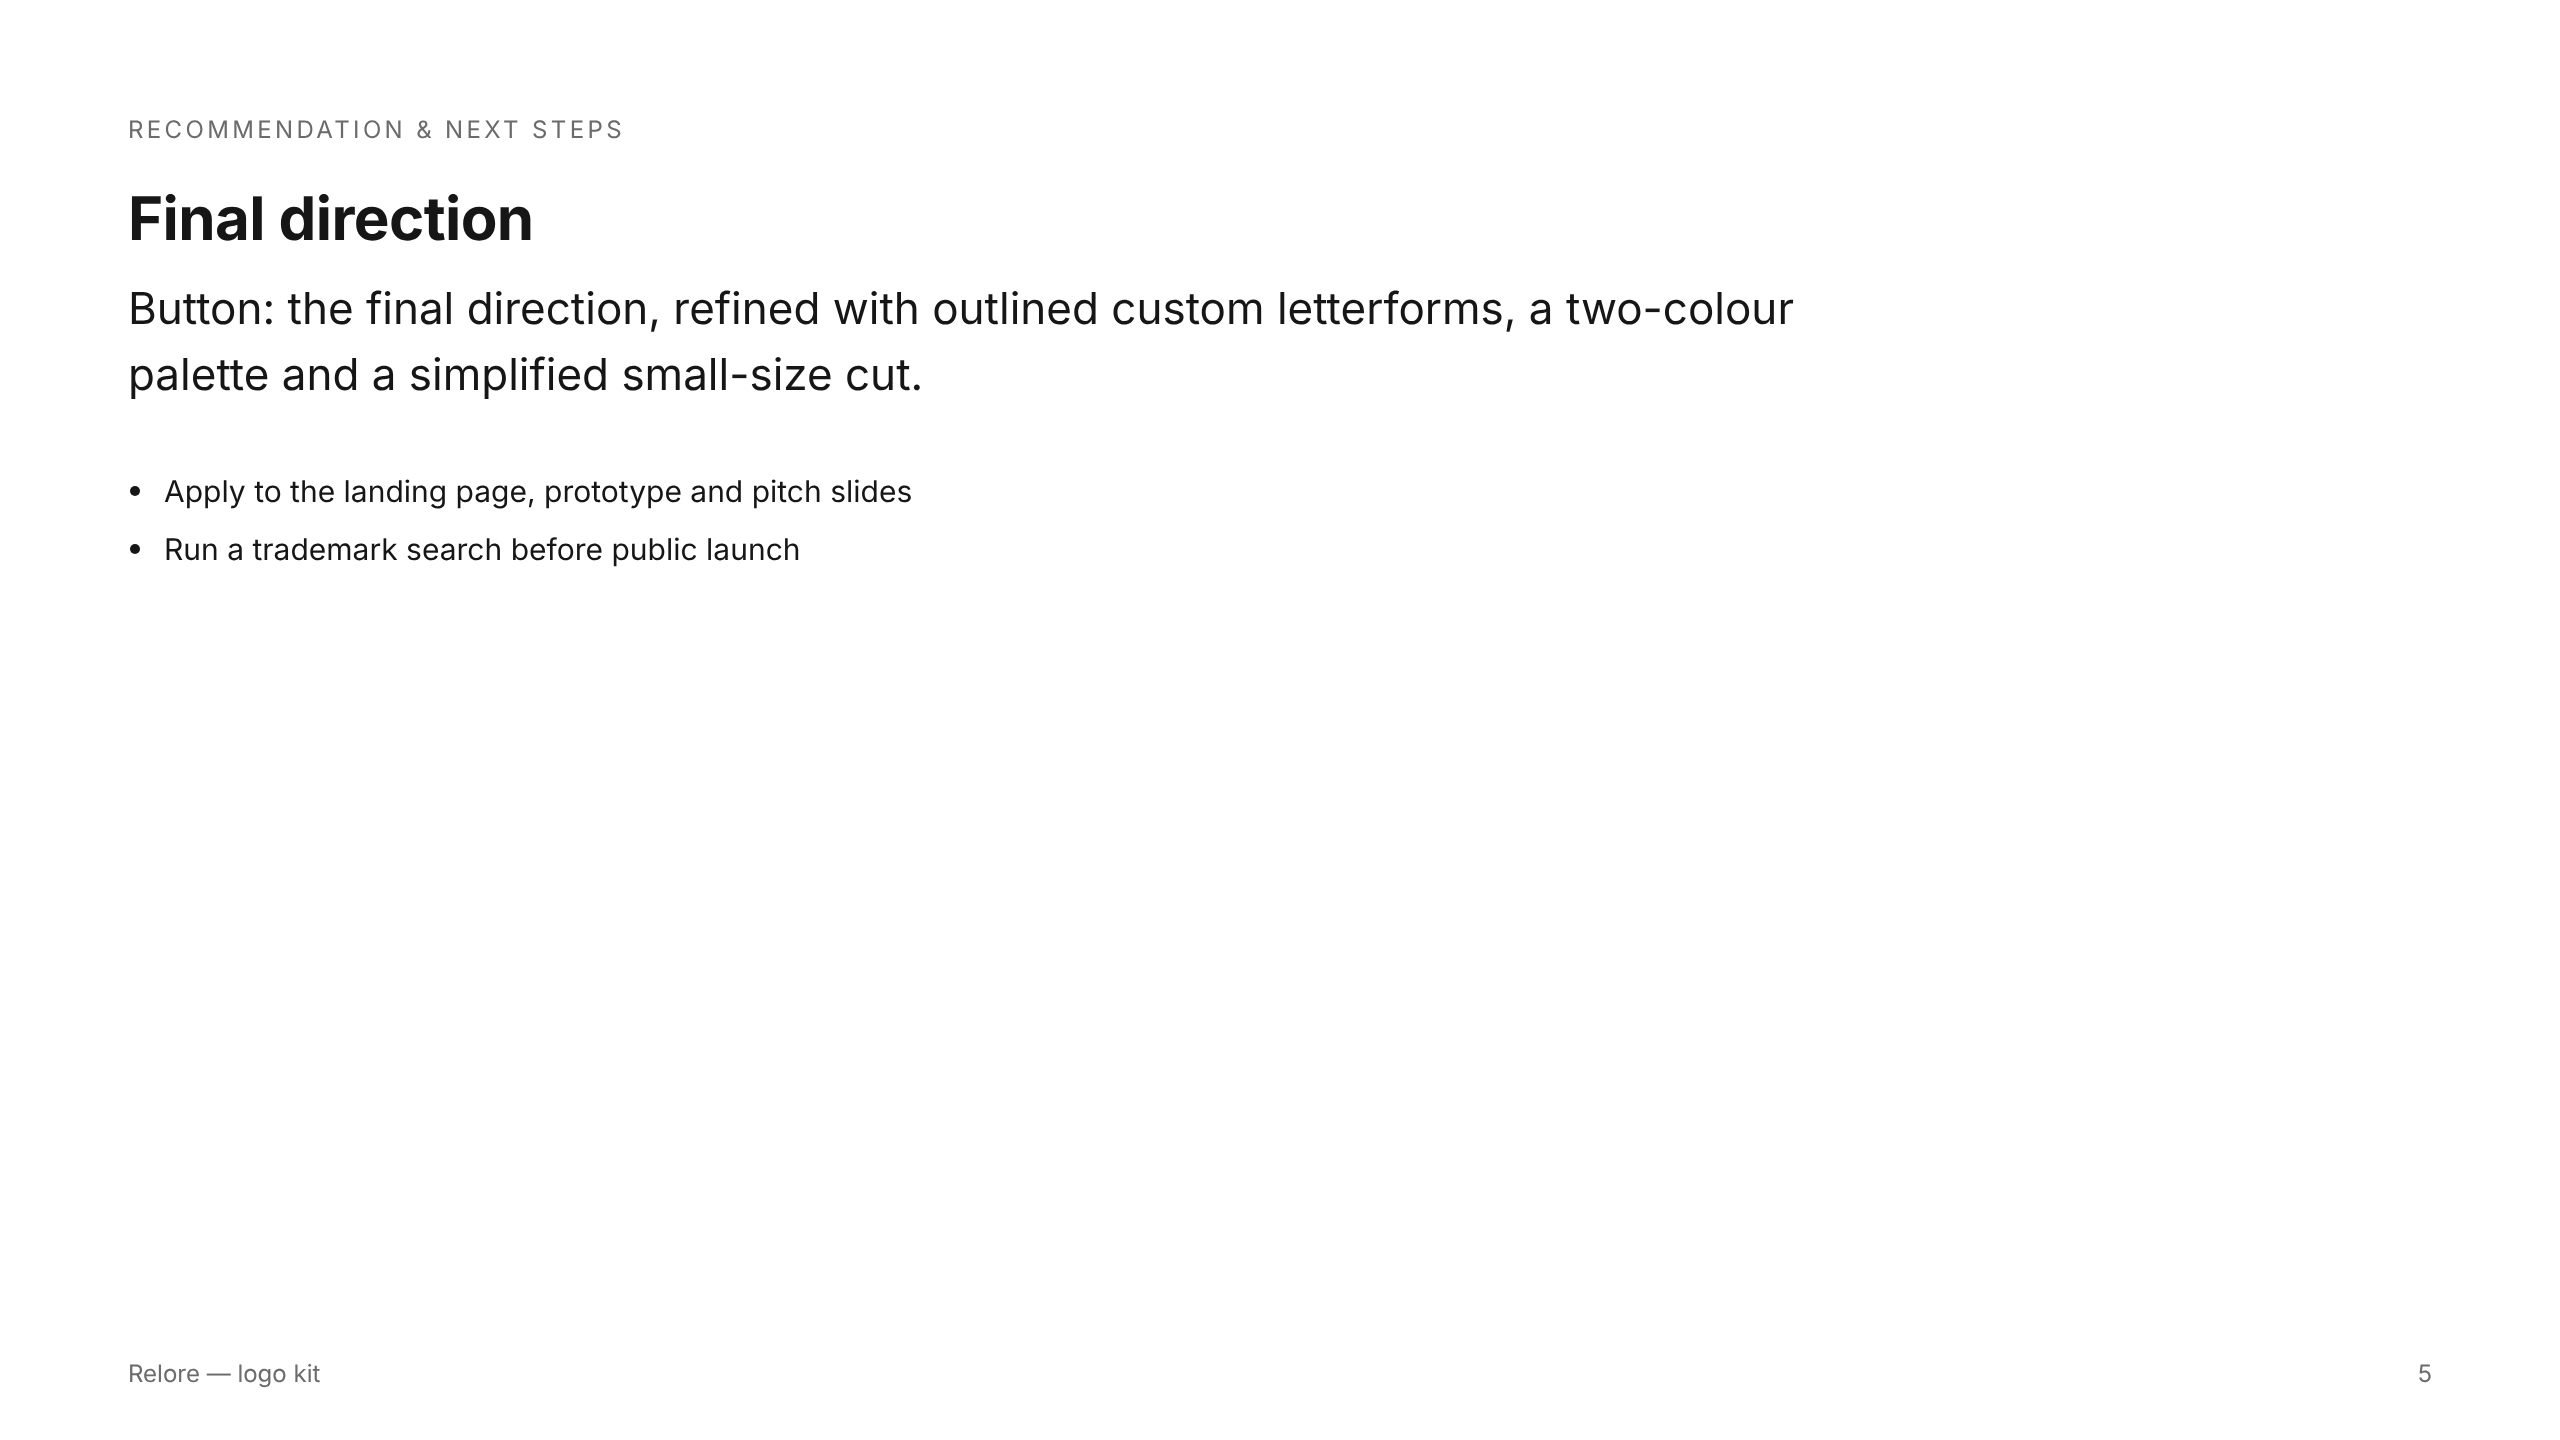 RECOMMENDATION & NEXT STEPS
Final direction
Button: the final direction, refined with outlined custom letterforms, a two-colour
palette and a simplified small-size cut.
• Apply to the landing page, prototype and pitch slides
• Run a trademark search before public launch
Relore — logo kit
5